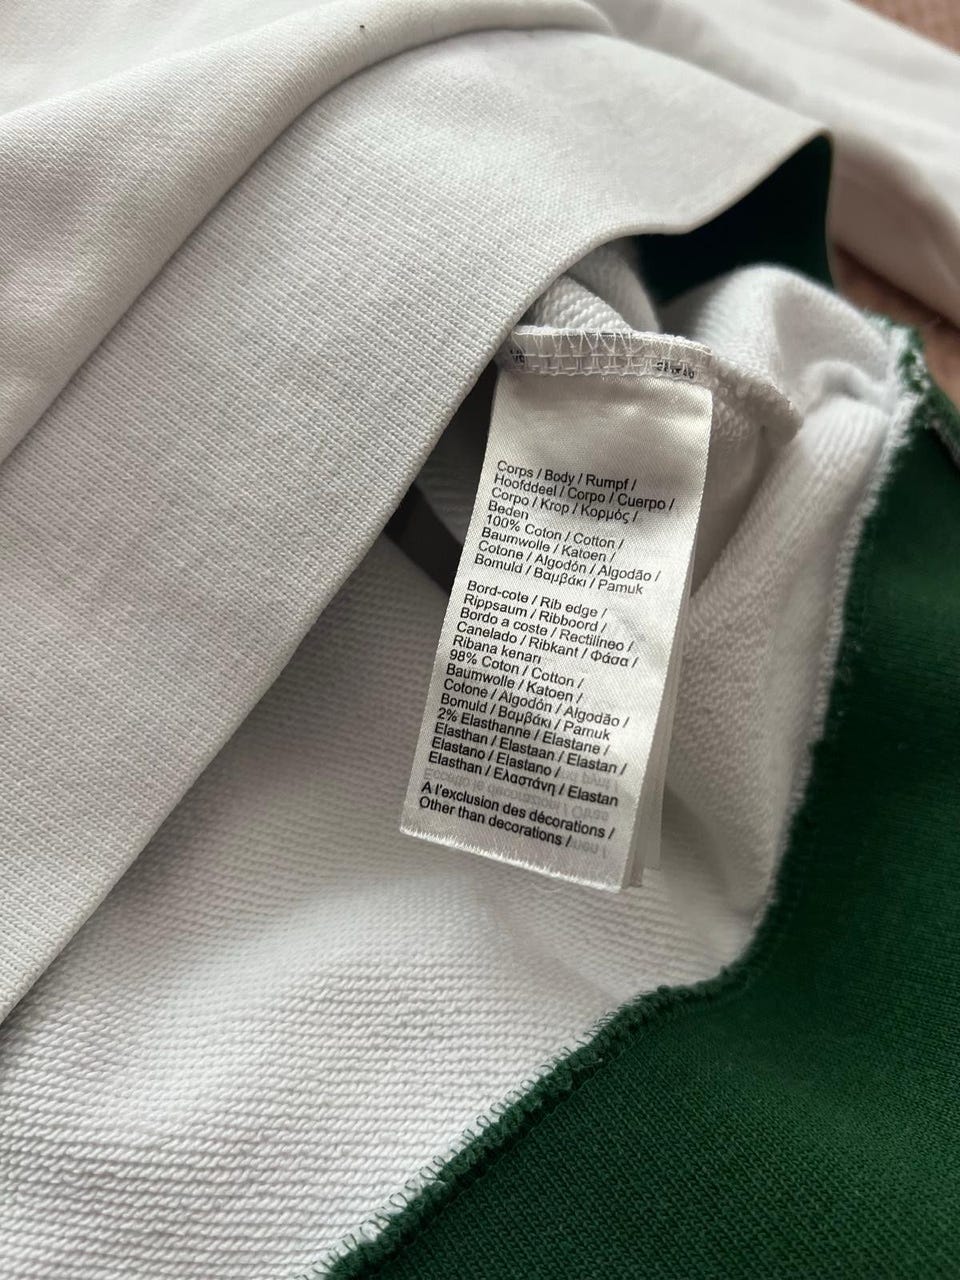 Corps / Body / Rumpf /
Hoofddeel / Corpo / Cuerpo /
Corpo / Krop / Κορμός /
Beden
100% Coton / Cotton /
Baumwolle / Katoen /
Cotone / Algodón / Algodão /
Bomuld / Βαμβάκι / Pamuk
Bord-cote / Rib edge /
Rippsaum / Ribboord /
Bordo a coste / Rectilíneo /
Canelado / Ribkant / Φάσα /
Ribana kenarı
98% Coton / Cotton /
Baumwolle / Katoen /
Cotone / Algodón / Algodão /
Bomuld / Βαμβάκι / Pamuk
2% Elasthanne / Elastane /
Elasthan / Elastaan / Elastan /
Elastano / Elastano /
Elasthan / Ελαστάνη / Elastan
A l'exclusion des décorations /
Other than decorations /